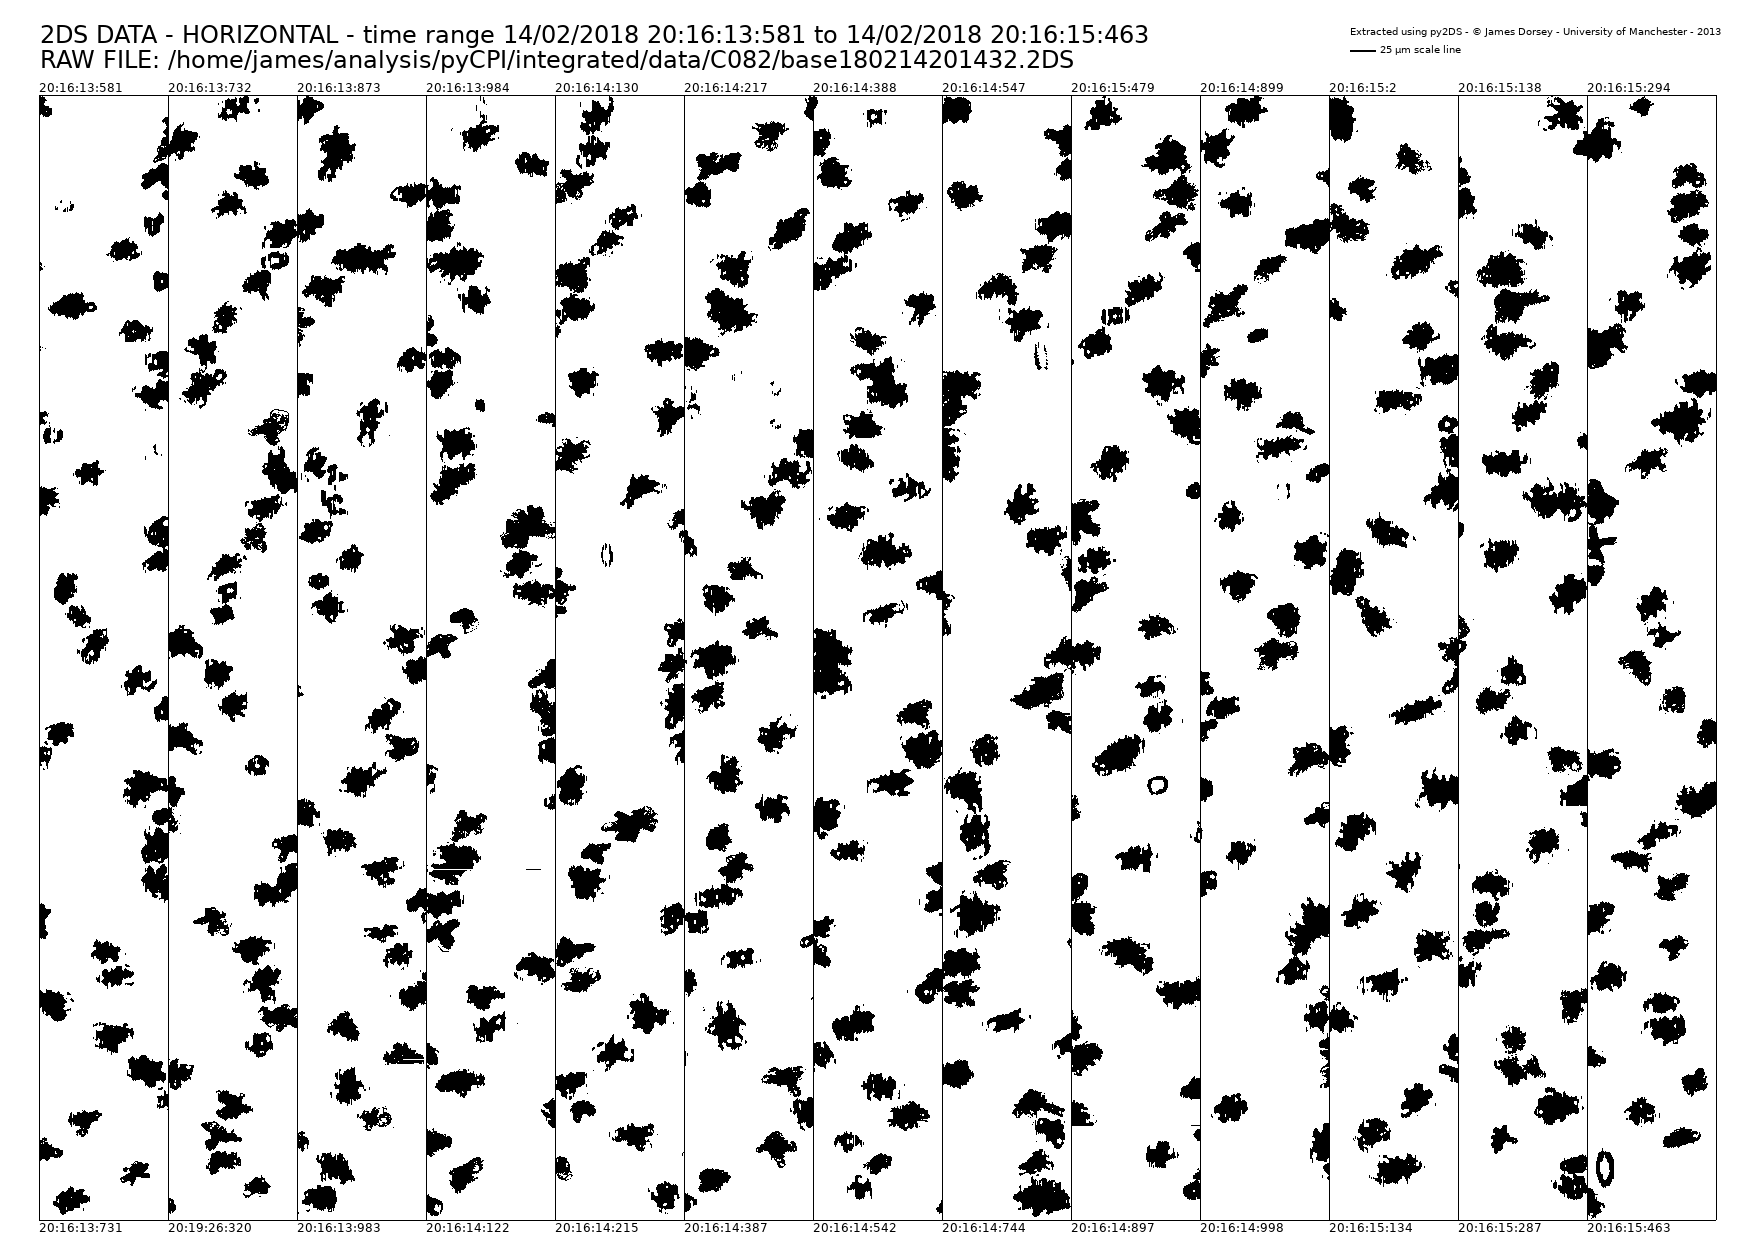 2DS DATA - HORIZONTAL - time range 14/02/2018 20:16:13:581 to 14/02/2018 20:16:15:463
RAW FILE: /home/james/analysis/pyCPI/integrated/data/C082/base180214201432.2DS
Extracted using py2DS - © James Dorsey - University of Manchester - 2013
25 µm scale line
20:16:13:581 20:16:13:732 20:16:13:873 20:16:13:984 20:16:14:130 20:16:14:217 20:16:14:388 20:16:14:547 20:16:15:479 20:16:14:899 20:16:15:2 20:16:15:138 20:16:15:294
20:16:13:731 20:19:26:320 20:16:13:983 20:16:14:122 20:16:14:215 20:16:14:387 20:16:14:542 20:16:14:744 20:16:14:897 20:16:14:998 20:16:15:134 20:16:15:287 20:16:15:463